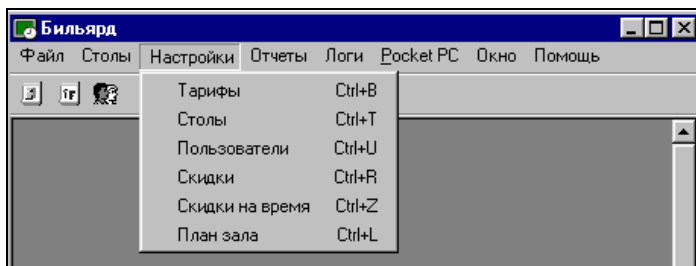 Бильярд
Файл Столы Настройки Отчеты Логи Pocket PC Окно Помощь
Тарифы Ctrl+B
Столы Ctrl+T
Пользователи Ctrl+U
Скидки Ctrl+R
Скидки на время Ctrl+Z
План зала Ctrl+L